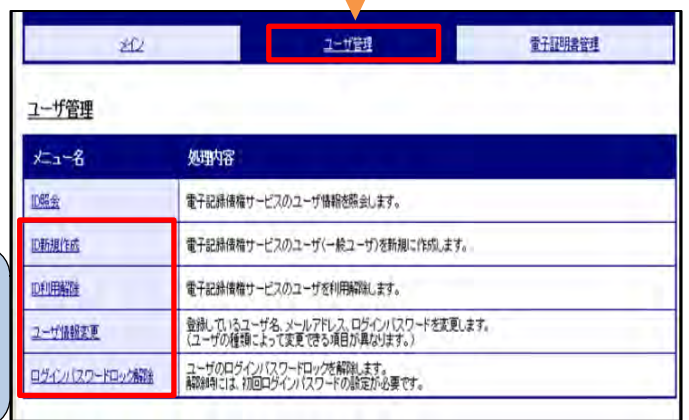 メイン
ユーザ管理
電子証明書管理
ユーザ管理
メニュー名
処理内容
ID照会
電子記録債権サービスのユーザ情報を照会します。
ID新規作成
電子記録債権サービスのユーザ(一般ユーザ)を新規に作成します。
ID利用解除
電子記録債権サービスのユーザを利用解除します。
ユーザ情報変更
登録しているユーザ名、メールアドレス、ログインパスワードを変更します。
(ユーザの種類によって変更できる項目が異なります。)
ログインパスワードロック解除
ユーザのログインパスワードロックを解除します。
解除時には、初回ログインパスワードの設定が必要です。